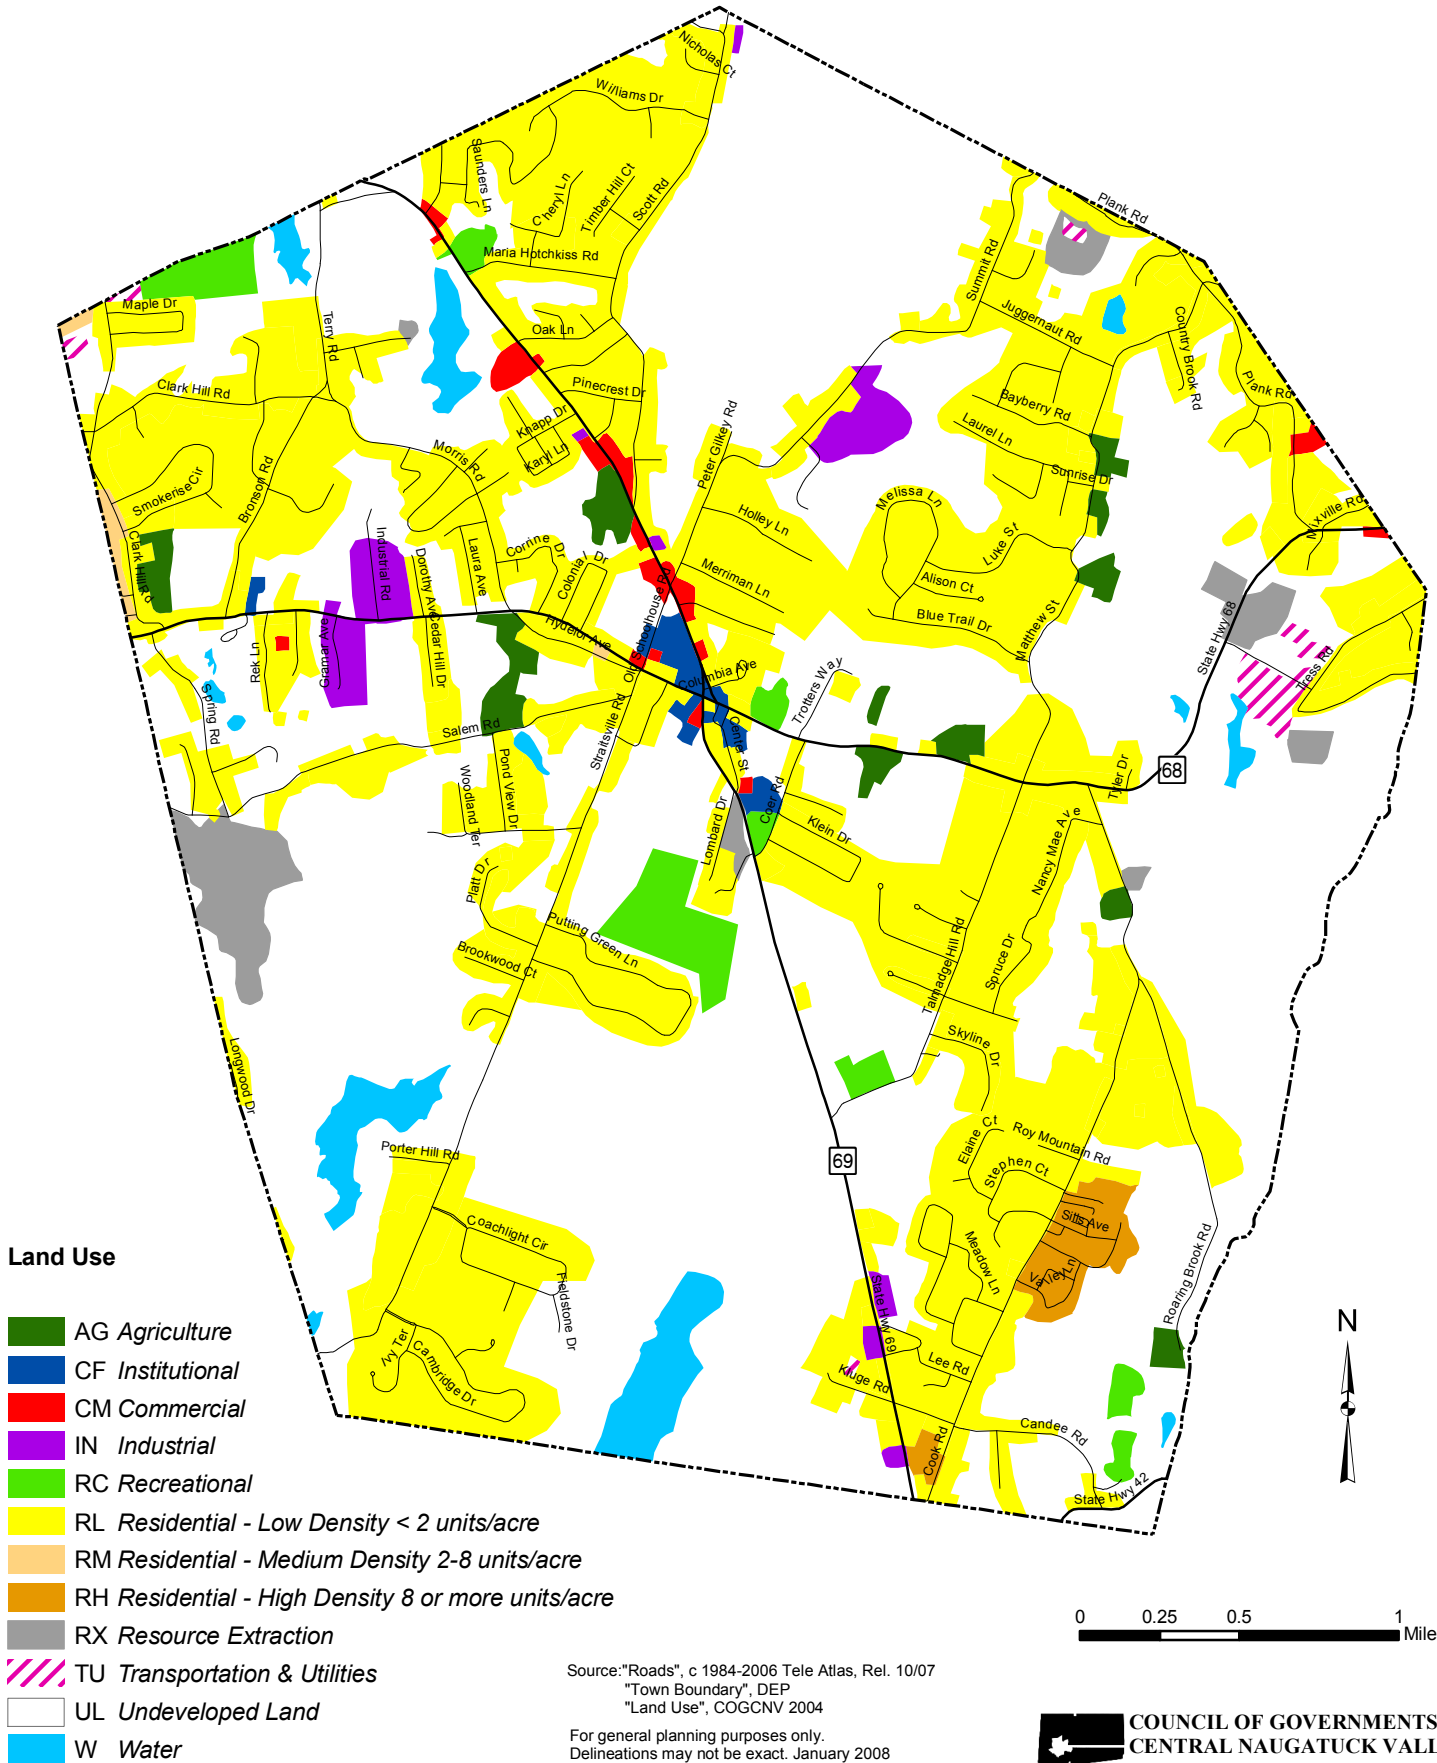 Nicholas Ct
Williams Dr
Saunders Ln
Cheryl Ln
Timber Hill Ct
Scott Rd
Maria Hotchkiss Rd
Plank Rd
Summit Rd
Maple Dr
Terry Rd
Oak Ln
Juggernaut Rd
Country Brook Rd
Clark Hill Rd
Pinecrest Dr
Plank Rd
Knapp Dr
Karyl Ln
Peter Gilkey Rd
Bayberry Rd
Laurel Ln
Morris Rd
Smokerise Cir
Bronson Rd
Sunrise Dr
Melissa Ln
Mixville Rd
Holley Ln
Industrial Rd
Luke St
Corrine Dr
Colonial Dr
Laura Ave
Dorothy Ave
Clark Hill Rd
Merriman Ln
Alison Ct
Old Schoolhouse Rd
Blue Trail Dr
Matthew St
State Hwy 68
Cedar Hill Dr
Hydelor Ave
Rek Ln
Gramer Ave
Columbia Ave
Trotters Way
Tress Rd
Spring Rd
Straitsville Rd
Salem Rd
Center St
Pond View Dr
Woodland Ter
68
Tyler Dr
Coer Rd
Lombard Dr
Klein Dr
Nancy Mae Ave
Platt Dr
Putting Green Ln
Brookwood Ct
Talmadge Hill Rd
Spruce Dr
Skyline Dr
Longwood Dr
Elaine Ct
Roy Mountain Rd
Porter Hill Rd
69
Stephen Ct
Sills Ave
Coachlight Cir
Meadow Ln
Valley Ln
Roaring Brook Rd
Fieldstone Dr
State Hwy 69
Ivy Ter
Cambridge Dr
Lee Rd
Kluge Rd
Candee Rd
Cook Rd
State Hwy 42
Land Use
AG Agriculture
CF Institutional
CM Commercial
IN Industrial
RC Recreational
RL Residential - Low Density < 2 units/acre
RM Residential - Medium Density 2-8 units/acre
RH Residential - High Density 8 or more units/acre
RX Resource Extraction
TU Transportation & Utilities
UL Undeveloped Land
W Water
N
0 0.25 0.5 1
Mile
Source:"Roads", c 1984-2006 Tele Atlas, Rel. 10/07
"Town Boundary", DEP
"Land Use", COGCNV 2004
For general planning purposes only.
Delineations may not be exact. January 2008
COUNCIL OF GOVERNMENTS
CENTRAL NAUGATUCK VALL